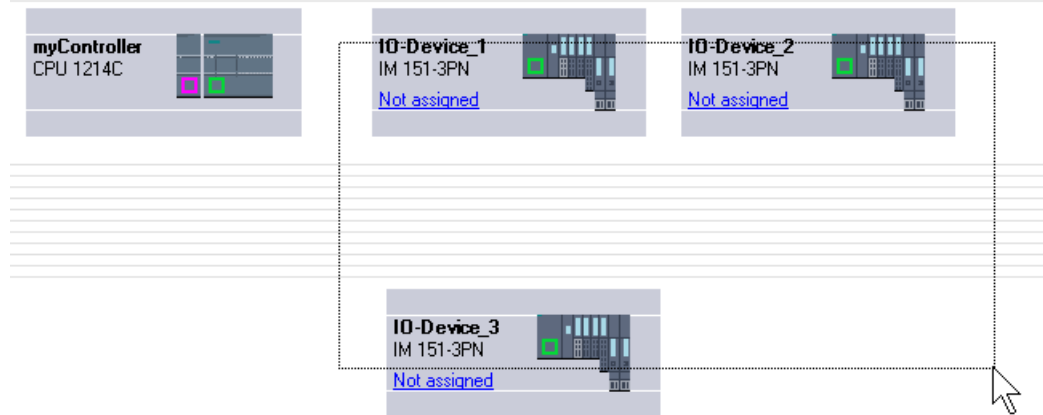 myController
CPU 1214C
IO-Device_1
IM 151-3PN
Not assigned
IO-Device_2
IM 151-3PN
Not assigned
IO-Device_3
IM 151-3PN
Not assigned